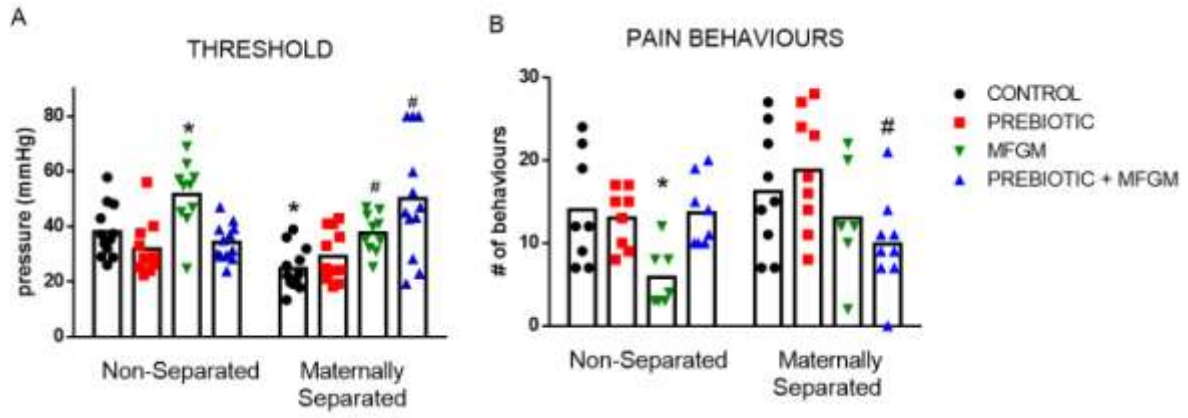 A
THRESHOLD
pressure (mmHg)
80
60
40
20
0
*
*
#
#
Non-Separated
Maternally
Separated
B
PAIN BEHAVIOURS
# of behaviours
30
20
10
0
*
#
Non-Separated
Maternally
Separated
CONTROL
PREBIOTIC
MFGM
PREBIOTIC + MFGM